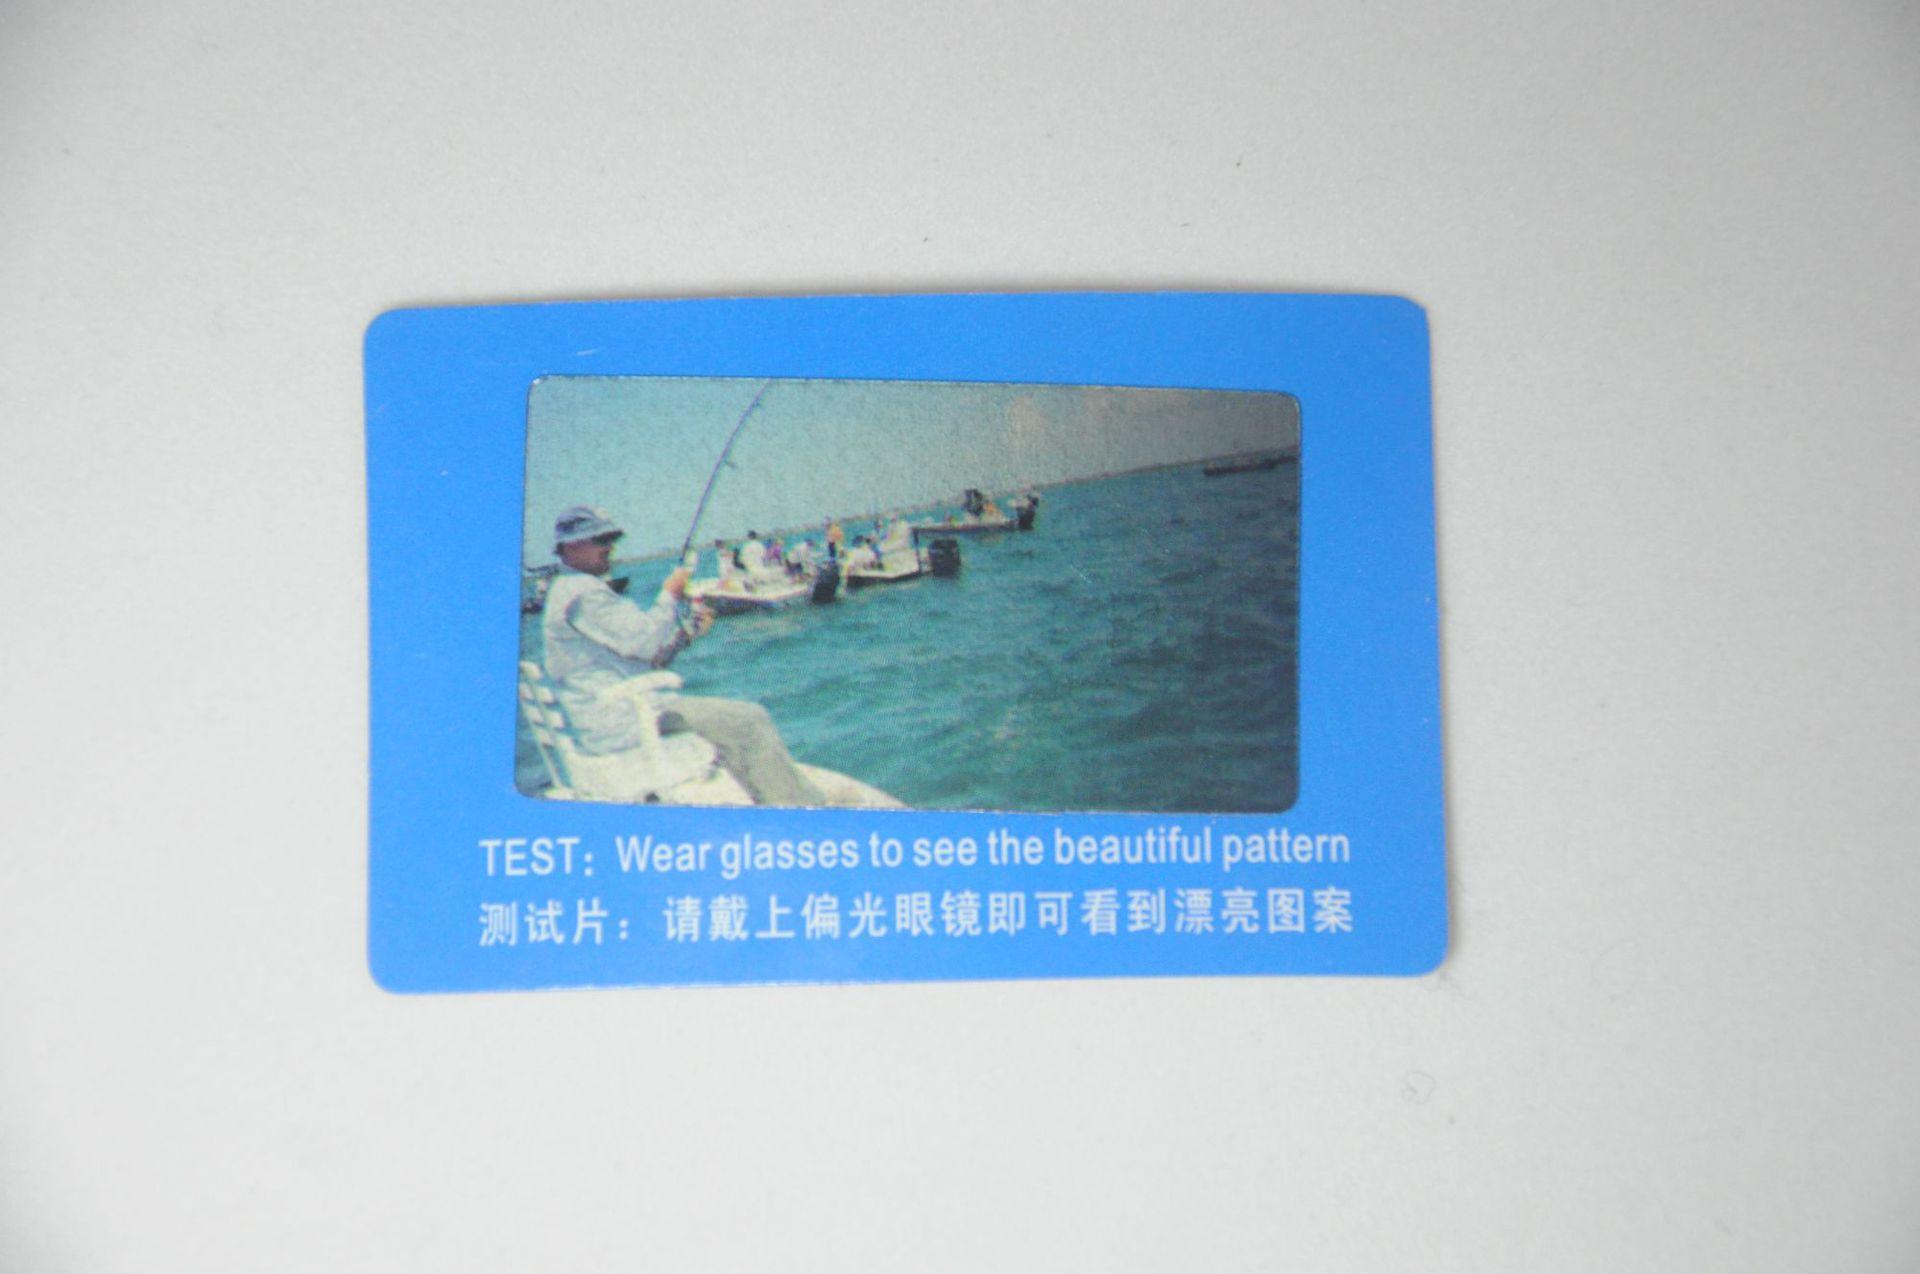 TEST: Wear glasses to see the beautiful pattern
测试片：请戴上偏光眼镜即可看到漂亮图案